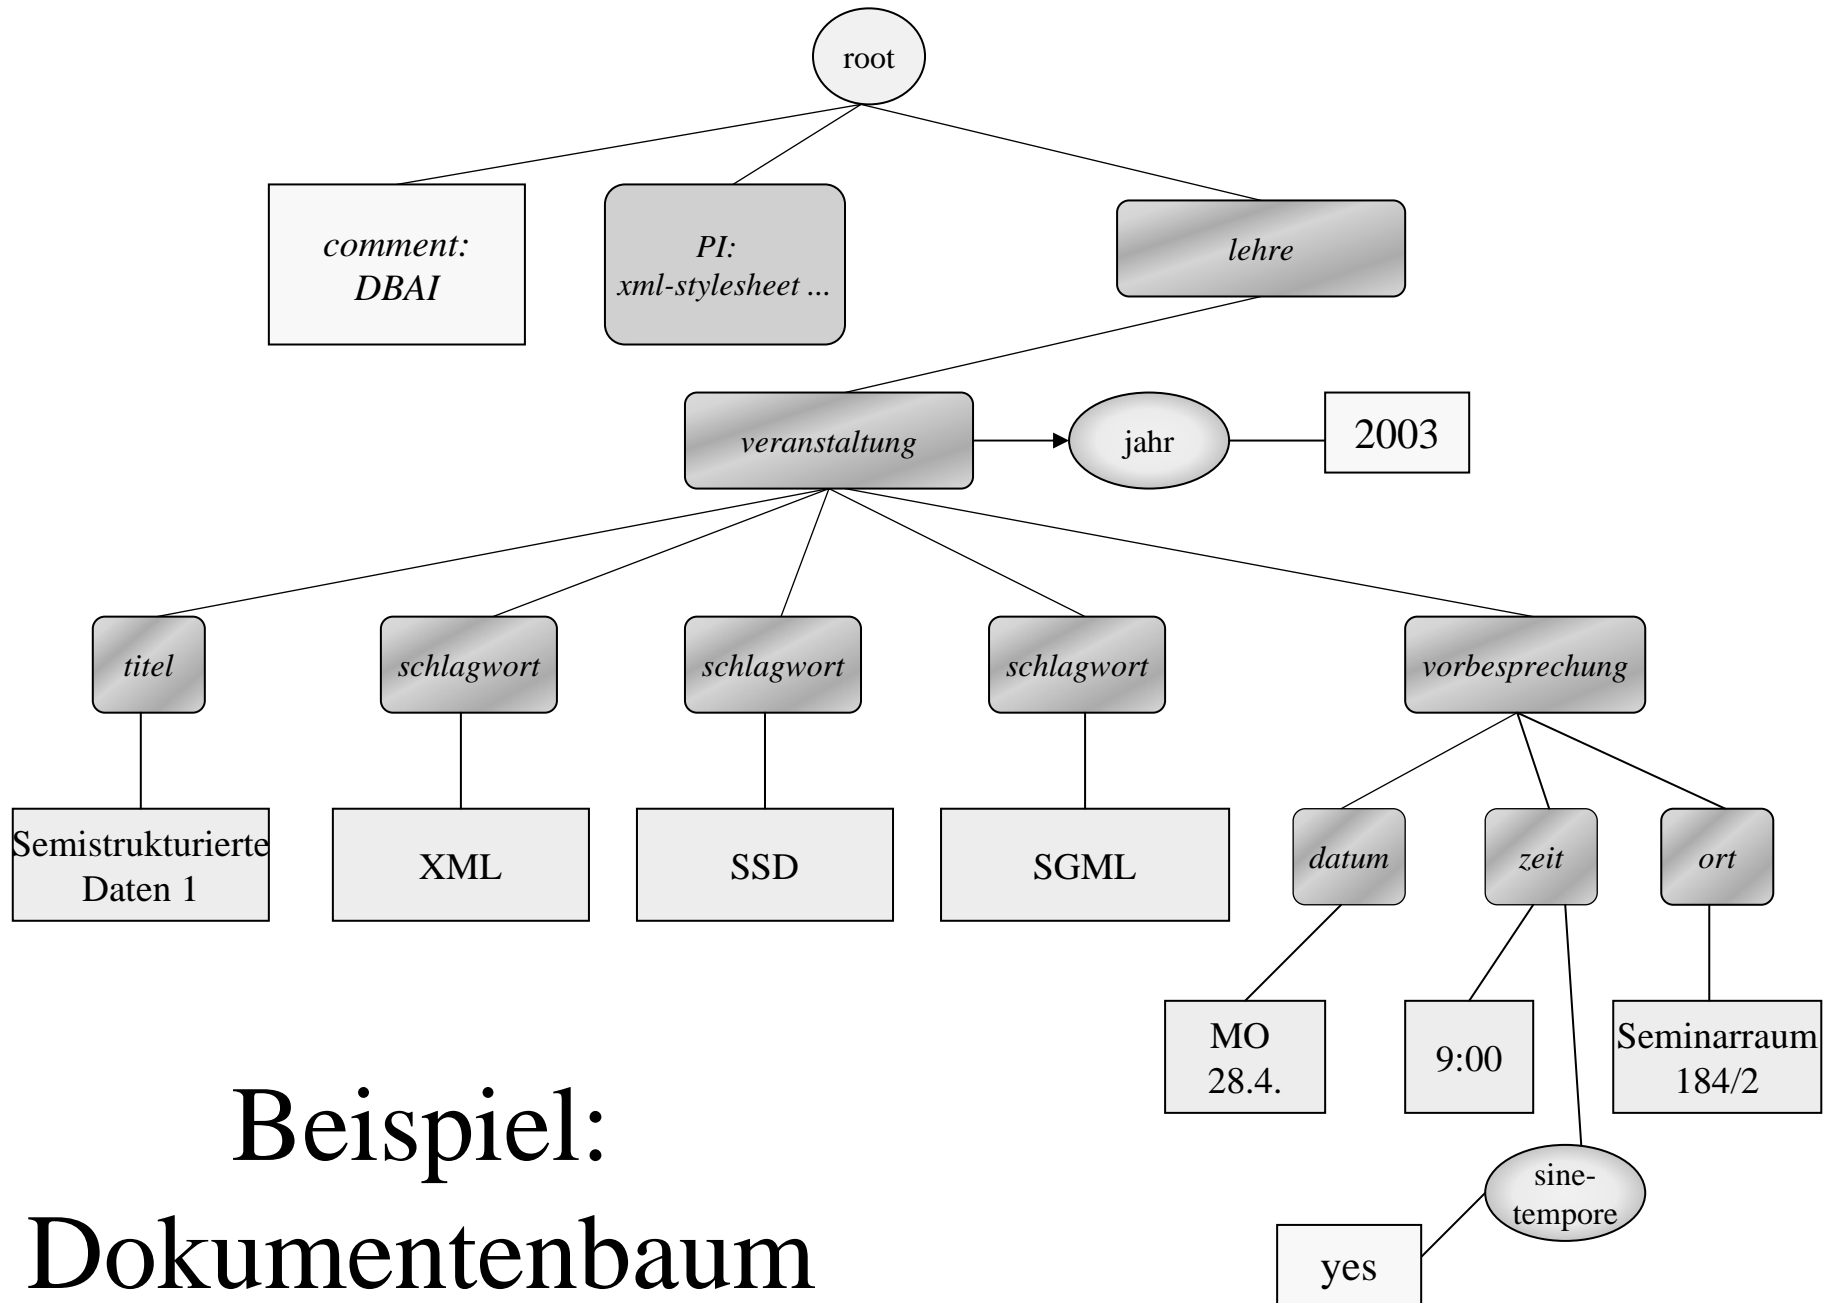 root
comment:
DBAI
PI:
xml-stylesheet ...
lehre
veranstaltung
jahr
2003
titel
schlagwort
schlagwort
schlagwort
vorbesprechung
Semistrukturierte
Daten 1
XML
SSD
SGML
datum
zeit
ort
MO
28.4.
9:00
Seminarraum
184/2
sine-
tempore
yes
Beispiel:
Dokumentenbaum